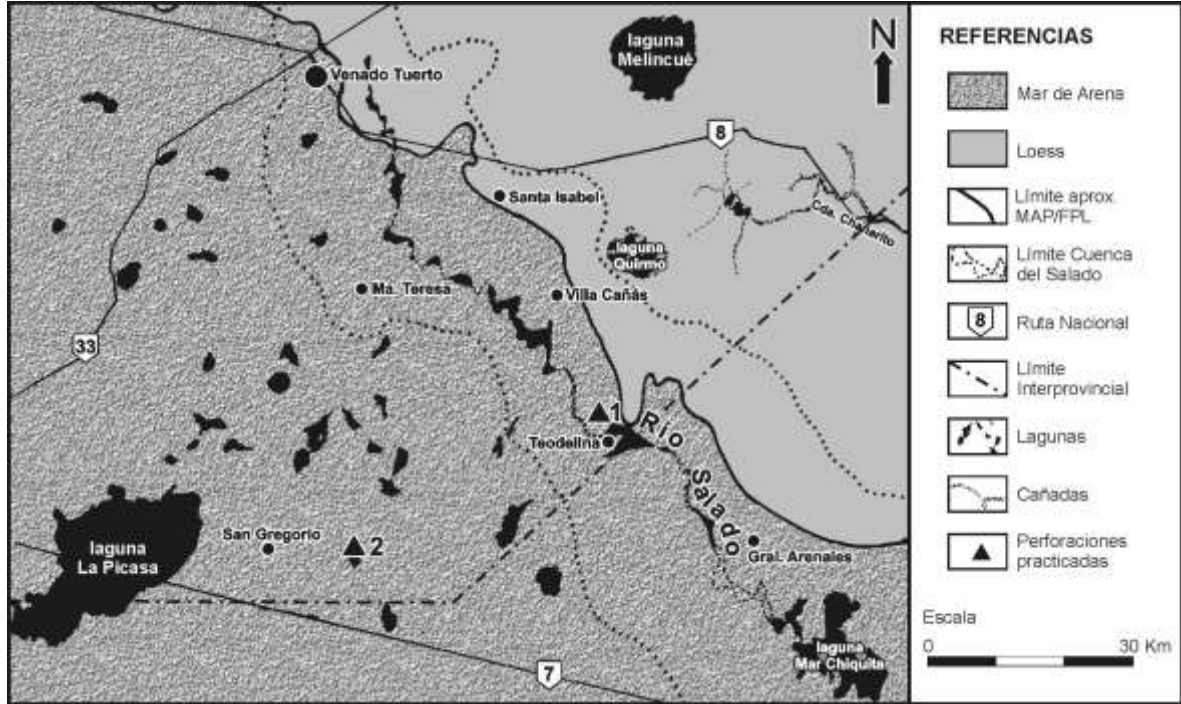 laguna
Melincué
N
Venado Tuerto
8
Santa Isabel
Cda. Chañarito
laguna
Quirno
Ma. Teresa
Villa Cañás
33
1
Río
Teodelina
Salado
San Gregorio
2
laguna
La Picasa
Gral. Arenales
laguna
Mar Chiquita
7
REFERENCIAS
Mar de Arena
Loess
Límite aprox.
MAP/FPL
Límite Cuenca
del Salado
8
Ruta Nacional
Límite
Interprovincial
Lagunas
Cañadas
Perforaciones
practicadas
Escala
0
30 Km